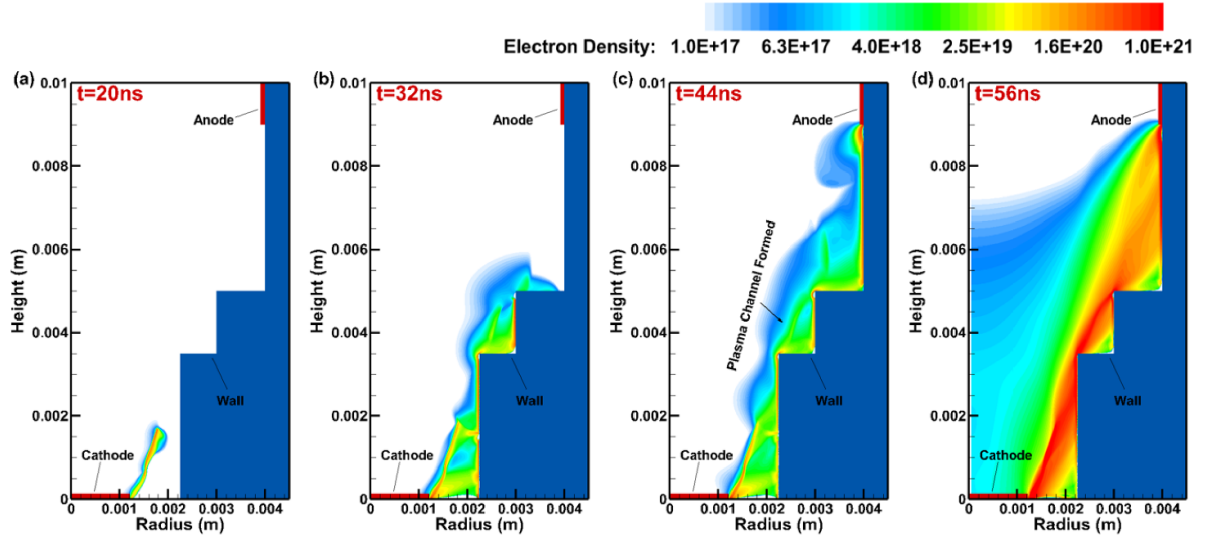 Electron Density: 1.0E+17 6.3E+17 4.0E+18 2.5E+19 1.6E+20 1.0E+21
(a)
t=20ns
Anode
Wall
Cathode
Height (m)
0.01
0.008
0.006
0.004
0.002
0
0 0.001 0.002 0.003 0.004
Radius (m)
(b)
t=32ns
Anode
Wall
Cathode
Height (m)
0.01
0.008
0.006
0.004
0.002
0
0 0.001 0.002 0.003 0.004
Radius (m)
(c)
t=44ns
Anode
Plasma Channel Formed
Wall
Cathode
Height (m)
0.01
0.008
0.006
0.004
0.002
0
0 0.001 0.002 0.003 0.004
Radius (m)
(d)
t=56ns
Anode
Wall
Cathode
Height (m)
0.01
0.008
0.006
0.004
0.002
0
0 0.001 0.002 0.003 0.004
Radius (m)